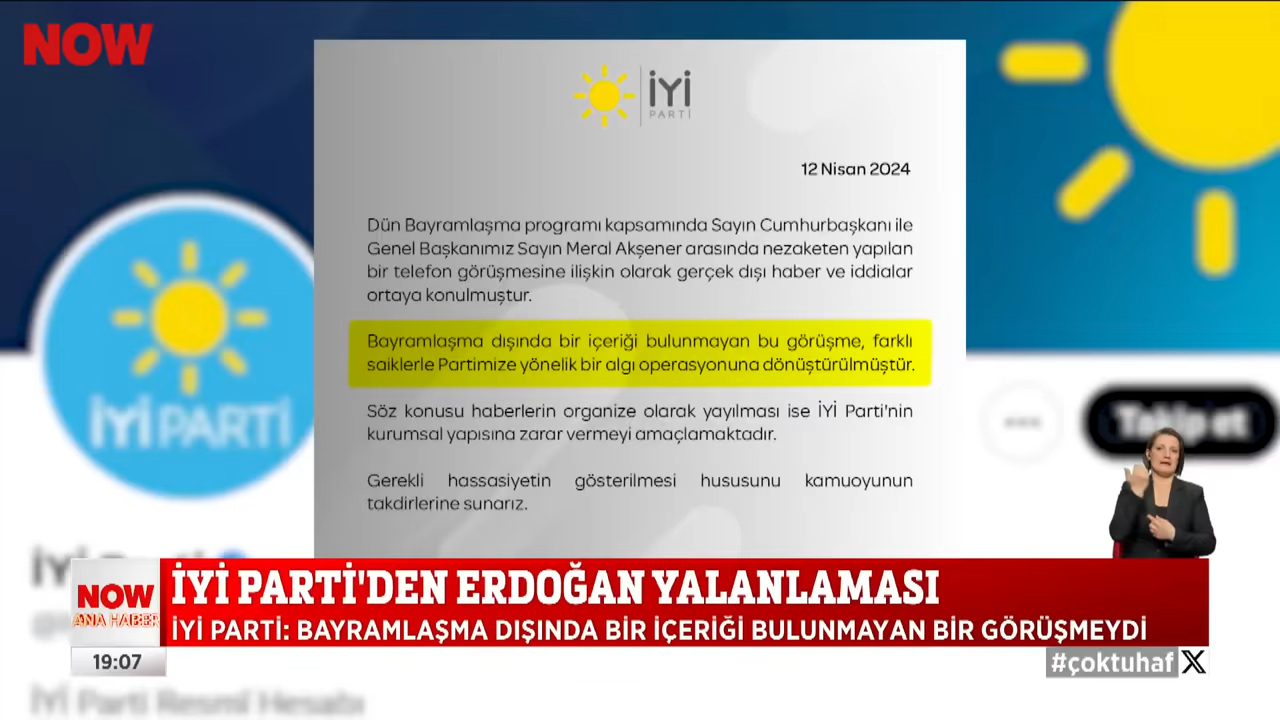 NOW
İYİ
PARTİ
12 Nisan 2024
Dün Bayramlaşma programı kapsamında Sayın Cumhurbaşkanı ile
Genel Başkanımız Sayın Meral Akşener arasında nezaketen yapılan
bir telefon görüşmesine ilişkin olarak gerçek dışı haber ve iddialar
ortaya konulmuştur.
Bayramlaşma dışında bir içeriği bulunmayan bu görüşme, farklı
saiklerle Partimize yönelik bir algı operasyonuna dönüştürülmüştür.
Söz konusu haberlerin organize olarak yayılması ise İYİ Parti'nin
kurumsal yapısına zarar vermeyi amaçlamaktadır.
Gerekli hassasiyetin gösterilmesi hususunu kamuoyunun
takdirlerine sunarız.
İYİ PARTİ
Takip et
İYİ Parti Resmî Hesabı
NOW
ANA HABER
19:07
İYİ PARTİ'DEN ERDOĞAN YALANLAMASI
İYİ PARTİ: BAYRAMLAŞMA DIŞINDA BİR İÇERİĞİ BULUNMAYAN BİR GÖRÜŞMEYDİ
#çoktuhaf X